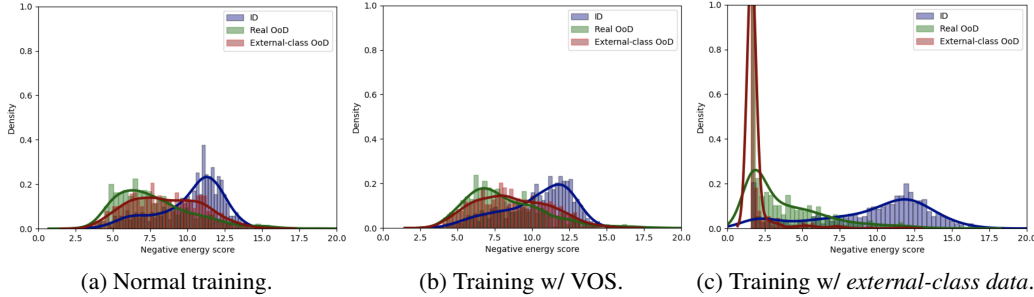 1.0
0.8
0.6
0.4
0.2
0.0
Density
0.0 2.5 5.0 7.5 10.0 12.5 15.0 17.5 20.0
Negative energy score
ID
Real OoD
External-class OoD
(a) Normal training.
1.0
0.8
0.6
0.4
0.2
0.0
Density
0.0 2.5 5.0 7.5 10.0 12.5 15.0 17.5 20.0
Negative energy score
ID
Real OoD
External-class OoD
(b) Training w/ VOS.
1.0
0.8
0.6
0.4
0.2
0.0
Density
0.0 2.5 5.0 7.5 10.0 12.5 15.0 17.5 20.0
Negative energy score
ID
Real OoD
External-class OoD
(c) Training w/ external-class data.